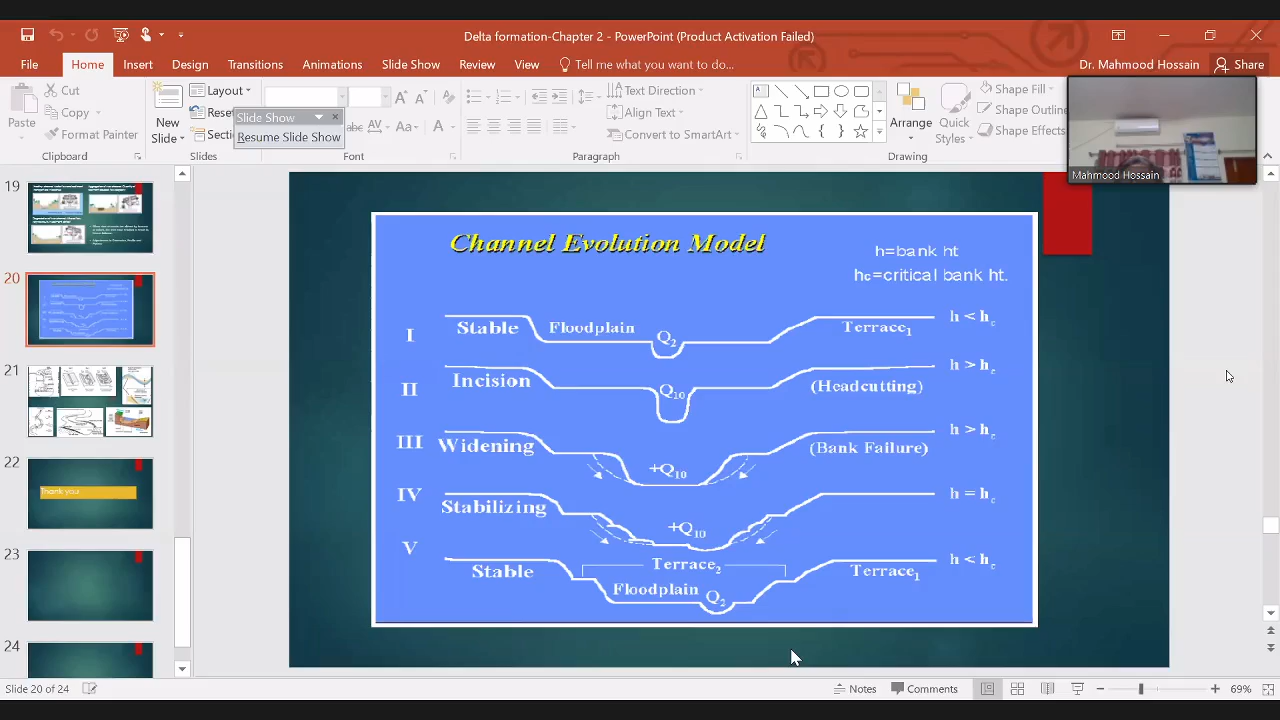 Delta formation-Chapter 2 - PowerPoint (Product Activation Failed)
File Home Insert Design Transitions Animations Slide Show Review View Tell me what you want to do... Dr. Mahmood Hossain Share
Paste
Cut
Copy
Format Painter
Clipboard
New Slide
Layout
Reset
Slides
Slide Show
Resume Slide Show
Font
Text Direction
Align Text
Convert to SmartArt
Paragraph
Arrange
Quick Styles
Shape Fill
Shape Outline
Shape Effects
Drawing
Mahmood Hossain
19
20
21
22
Thank you
23
24
Channel Evolution Model
h=bank ht
hc=critical bank ht.
I Stable Floodplain Q2 Terrace1 h < hc
II Incision Q10 (Headcutting) h > hc
III Widening +Q10 (Bank Failure) h > hc
IV Stabilizing +Q10 h = hc
V Stable Terrace2 Terrace1 h < hc
Floodplain Q2
Slide 20 of 24 Notes Comments 69%